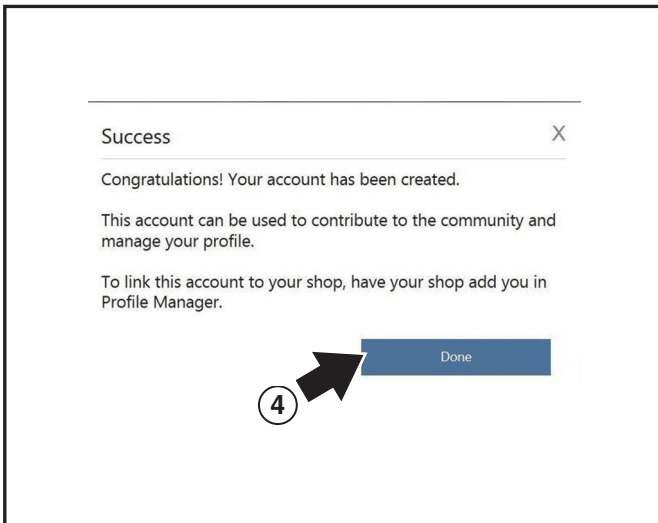 Success X
Congratulations! Your account has been created.
This account can be used to contribute to the community and
manage your profile.
To link this account to your shop, have your shop add you in
Profile Manager.
Done
4